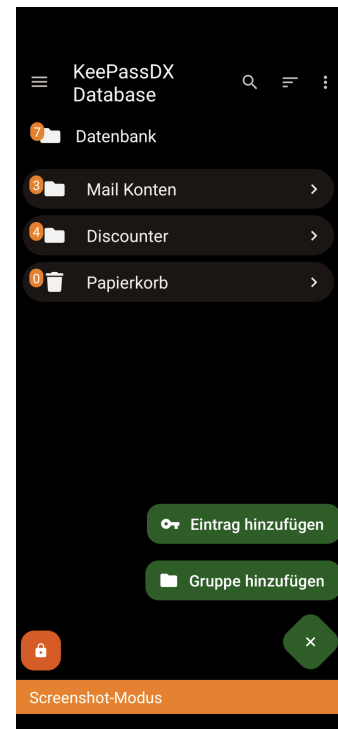 KeePassDX
Database
7
Datenbank
3
Mail Konten
4
Discounter
0
Papierkorb
Eintrag hinzufügen
Gruppe hinzufügen
Screenshot-Modus